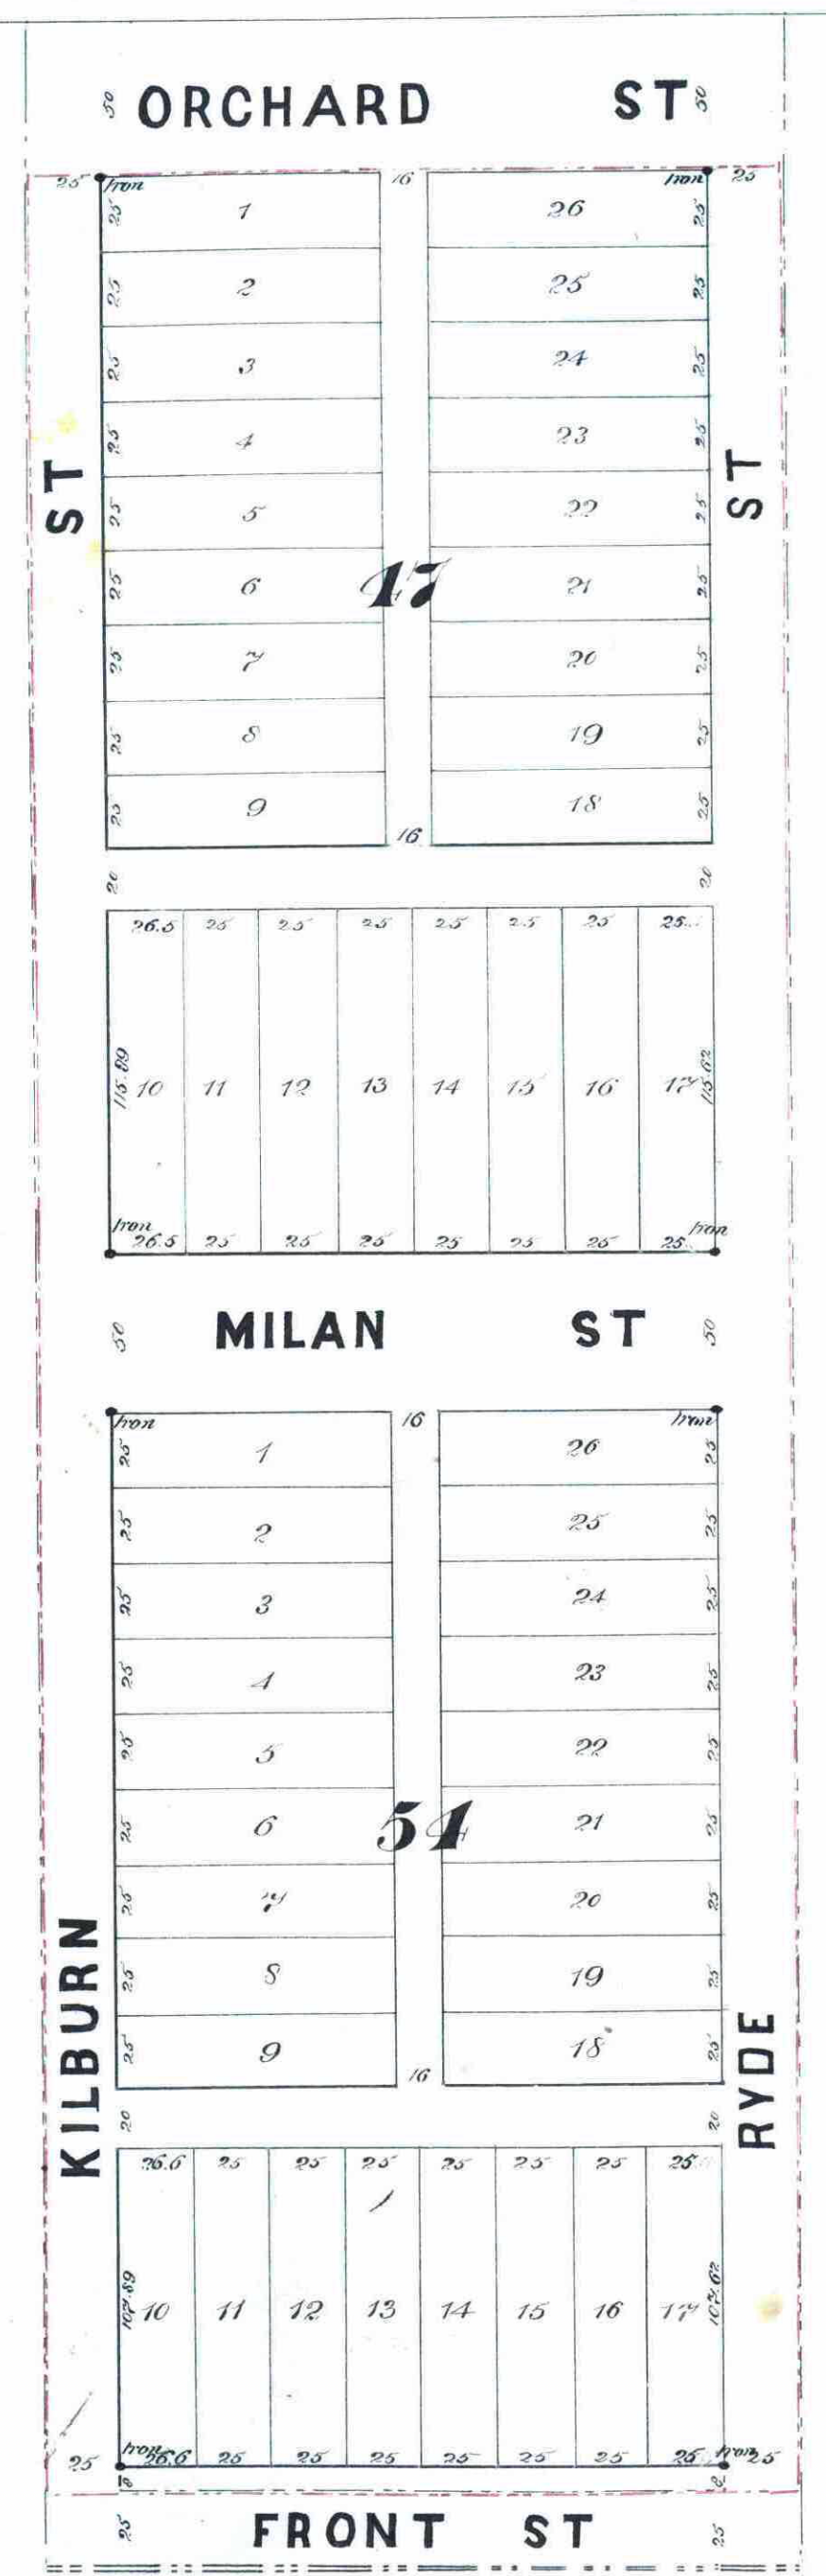 50 ORCHARD ST 50
25 Iron 16 Iron 25
25 1 26 25
25 2 25 25
25 3 24 25
25 4 23 25
ST ST
25 5 22 25
25 6 21 25
47
25 7 20 25
25 8 19 25
25 9 18 25
16
20 20
26.5 25 25 25 25 25 25 25
115.89 10 11 12 13 14 15 16 17 115.62
Iron Iron
26.5 25 25 25 25 25 25 25
50 MILAN ST 50
Iron 16 Iron
25 1 26 25
25 2 25 25
25 3 24 25
25 4 23 25
25 5 22 25
25 6 21 25
54
25 7 20 25
25 8 19 25
25 9 18 25
16
KILBURN RYDE
20 20
26.6 25 25 25 25 25 25 25
107.89 10 11 12 13 14 15 16 17 107.62
Iron Iron
25 26.6 25 25 25 25 25 25 25 25
25 FRONT ST 25